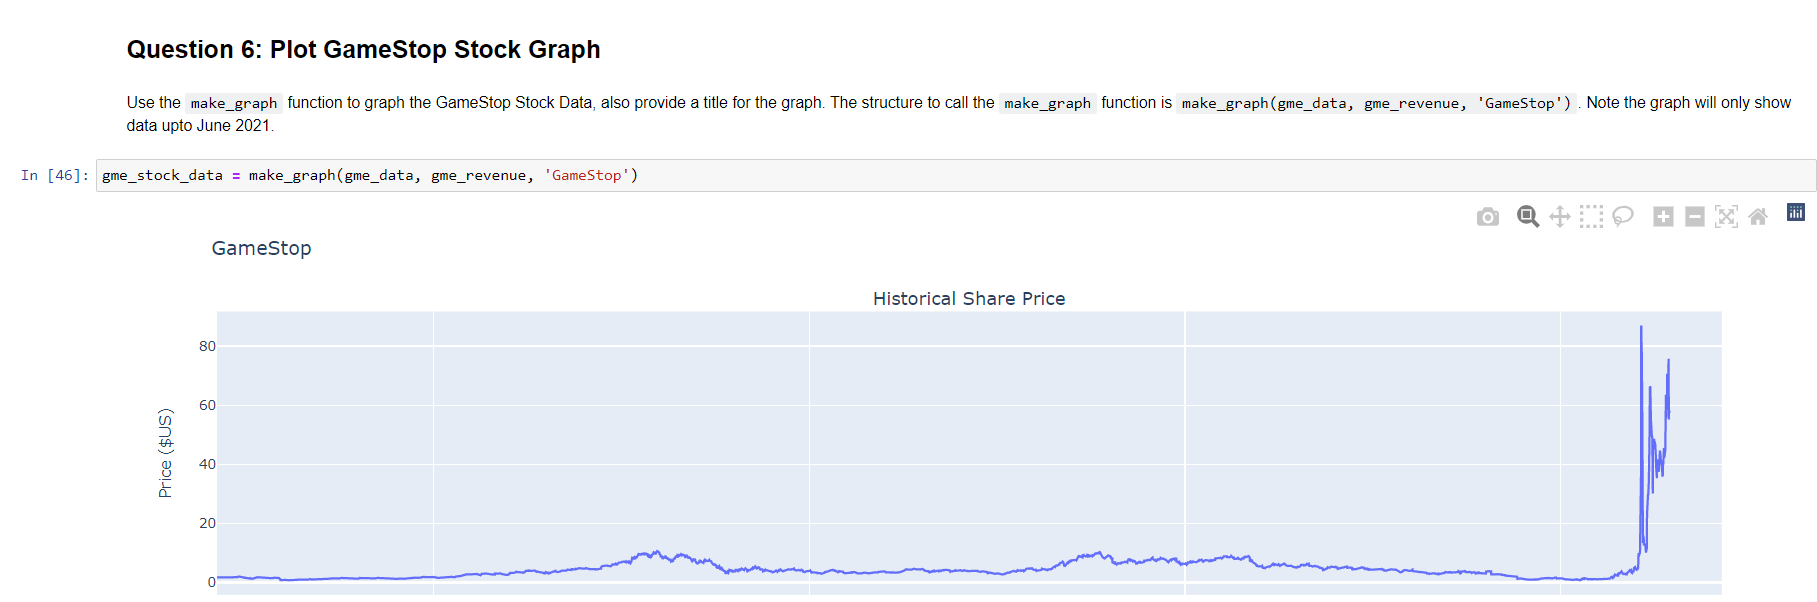 Question 6: Plot GameStop Stock Graph
Use the make_graph function to graph the GameStop Stock Data, also provide a title for the graph. The structure to call the make_graph function is make_graph(gme_data, gme_revenue, 'GameStop') . Note the graph will only show
data upto June 2021.
In [46]: gme_stock_data = make_graph(gme_data, gme_revenue, 'GameStop')
GameStop
Historical Share Price
80
60
40
20
0
Price ($US)